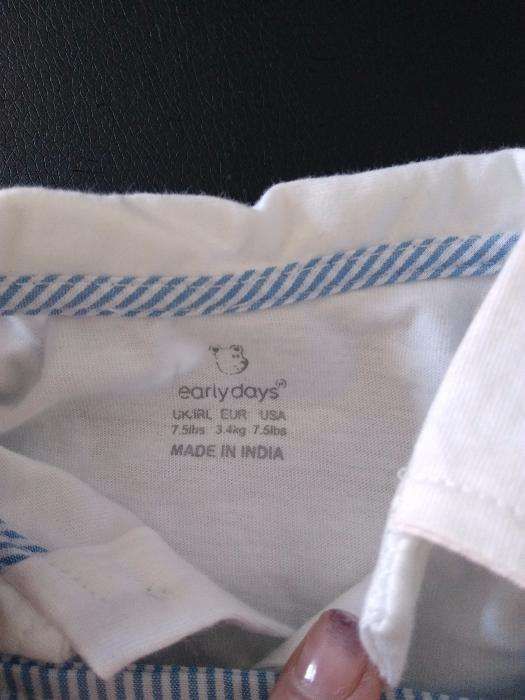 early days
UK,IRL EUR USA
7.5lbs 3.4kg 7.5lbs
MADE IN INDIA